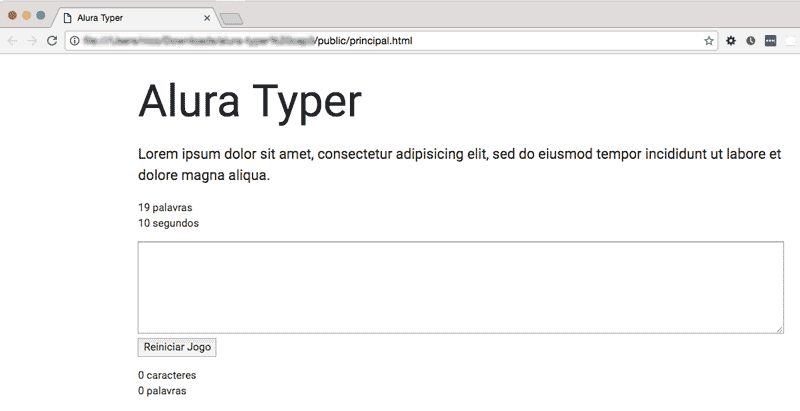 Alura Typer
/public/principal.html
Alura Typer
Lorem ipsum dolor sit amet, consectetur adipisicing elit, sed do eiusmod tempor incididunt ut labore et
dolore magna aliqua.
19 palavras
10 segundos
Reiniciar Jogo
0 caracteres
0 palavras